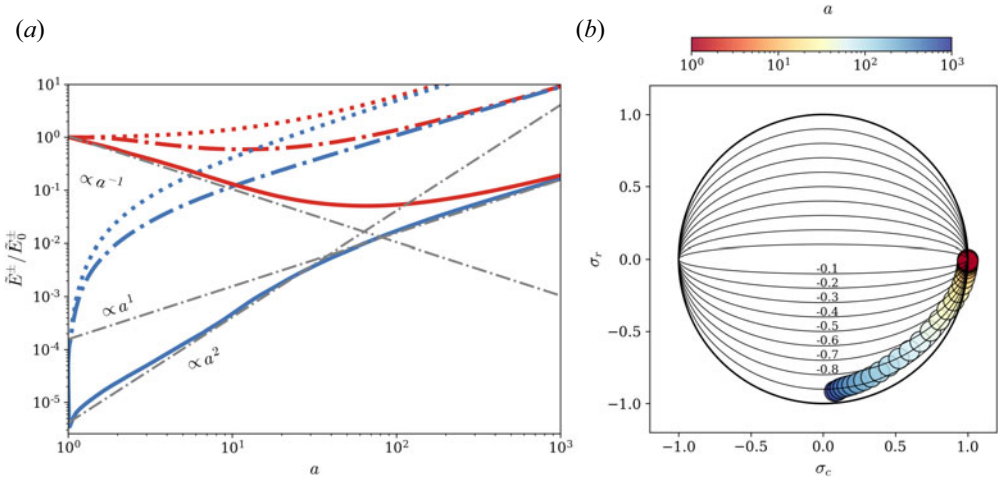 (a)
10^1
10^0
10^-1
10^-2
10^-3
10^-4
10^-5
Ẽ^±/Ẽ_0^±
∝a^-1
∝a^1
∝a^2
10^0 10^1 10^2 10^3
a
(b)
a
10^0 10^1 10^2 10^3
1.0
0.5
0.0
−0.5
−1.0
σ_r
-0.1
-0.2
-0.3
-0.4
-0.5
-0.6
-0.7
-0.8
−1.0 −0.5 0.0 0.5 1.0
σ_c